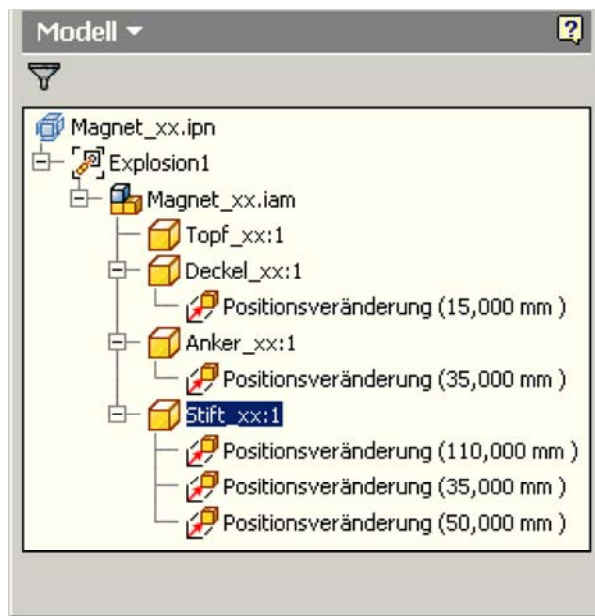 Modell
Magnet_xx.ipn
Explosion1
Magnet_xx.iam
Topf_xx:1
Deckel_xx:1
Positionsveränderung (15,000 mm )
Anker_xx:1
Positionsveränderung (35,000 mm )
Stift_xx:1
Positionsveränderung (110,000 mm )
Positionsveränderung (35,000 mm )
Positionsveränderung (50,000 mm )